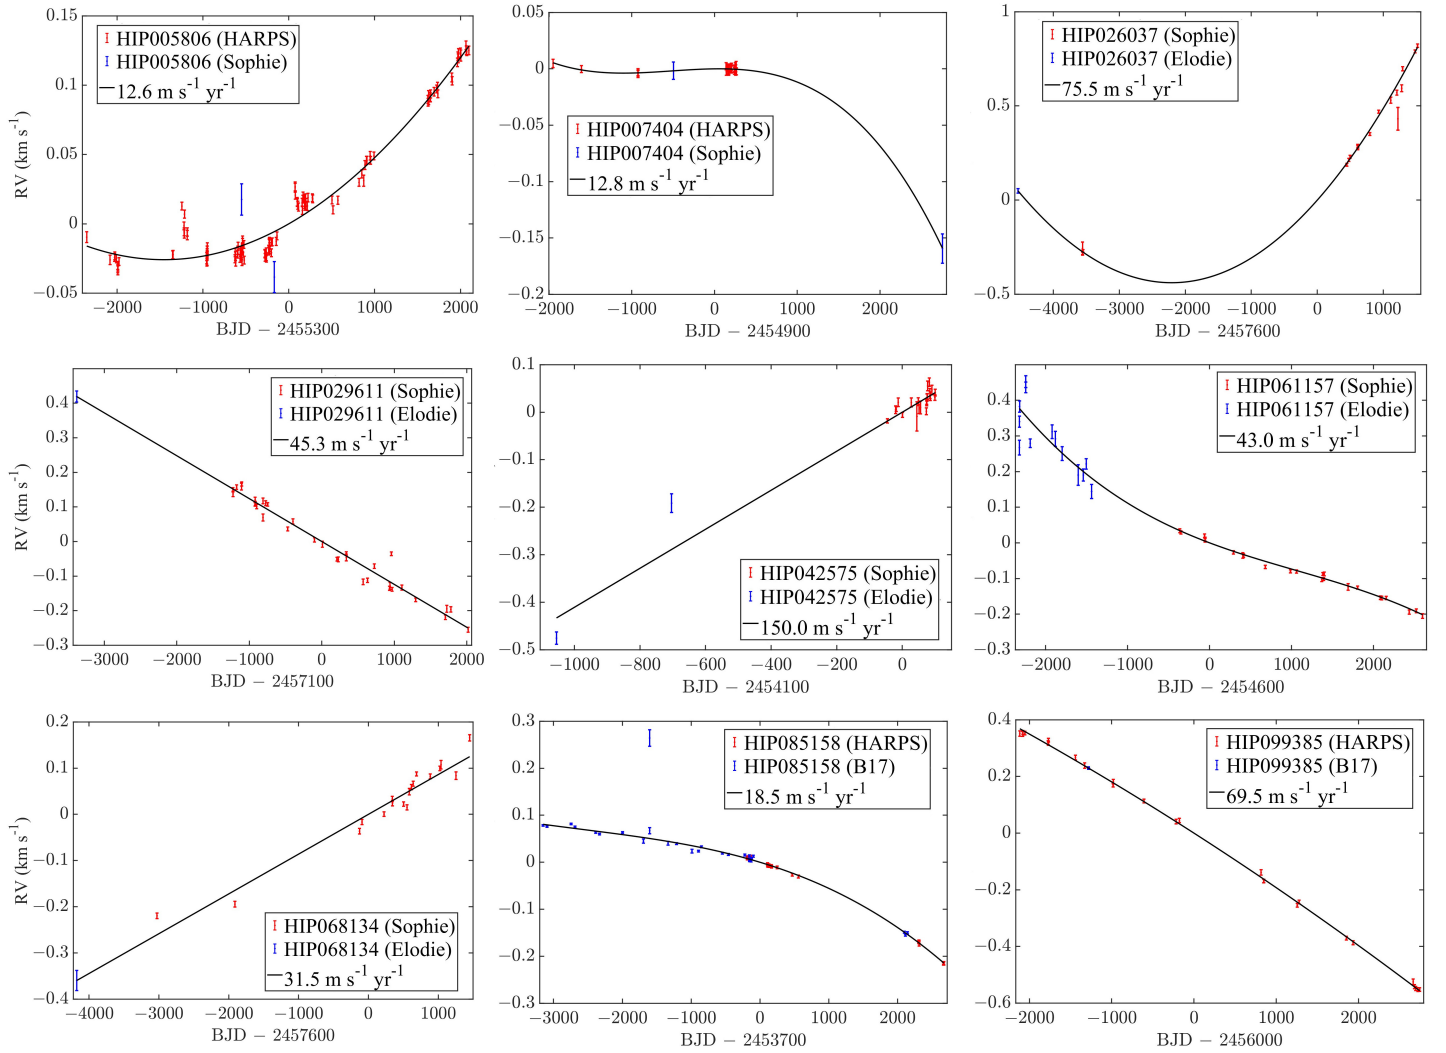 0.15
0.1
0.05
0
−0.05
RV (km s-1)
HIP005806 (HARPS)
HIP005806 (Sophie)
12.6 m s-1 yr-1
−2000 −1000 0 1000 2000
BJD − 2455300
0.05
0
−0.05
−0.1
−0.15
−0.2
HIP007404 (HARPS)
HIP007404 (Sophie)
12.8 m s-1 yr-1
−2000 −1000 0 1000 2000
BJD − 2454900
1
0.5
0
−0.5
HIP026037 (Sophie)
HIP026037 (Elodie)
75.5 m s-1 yr-1
−4000 −3000 −2000 −1000 0 1000
BJD − 2457600
0.4
0.3
0.2
0.1
0
−0.1
−0.2
−0.3
RV (km s-1)
HIP029611 (Sophie)
HIP029611 (Elodie)
45.3 m s-1 yr-1
−3000 −2000 −1000 0 1000 2000
BJD − 2457100
0.1
0
−0.1
−0.2
−0.3
−0.4
−0.5
HIP042575 (Sophie)
HIP042575 (Elodie)
150.0 m s-1 yr-1
−1000 −800 −600 −400 −200 0
BJD − 2454100
0.4
0.3
0.2
0.1
0
−0.1
−0.2
−0.3
HIP061157 (Sophie)
HIP061157 (Elodie)
43.0 m s-1 yr-1
−2000 −1000 0 1000 2000
BJD − 2454600
0.2
0.1
0
−0.1
−0.2
−0.3
−0.4
RV (km s-1)
HIP068134 (Sophie)
HIP068134 (Elodie)
31.5 m s-1 yr-1
−4000 −3000 −2000 −1000 0 1000
BJD − 2457600
0.3
0.2
0.1
0
−0.1
−0.2
−0.3
HIP085158 (HARPS)
HIP085158 (B17)
18.5 m s-1 yr-1
−3000 −2000 −1000 0 1000 2000
BJD − 2453700
0.4
0.2
0
−0.2
−0.4
−0.6
HIP099385 (HARPS)
HIP099385 (B17)
69.5 m s-1 yr-1
−2000 −1000 0 1000 2000
BJD − 2456000